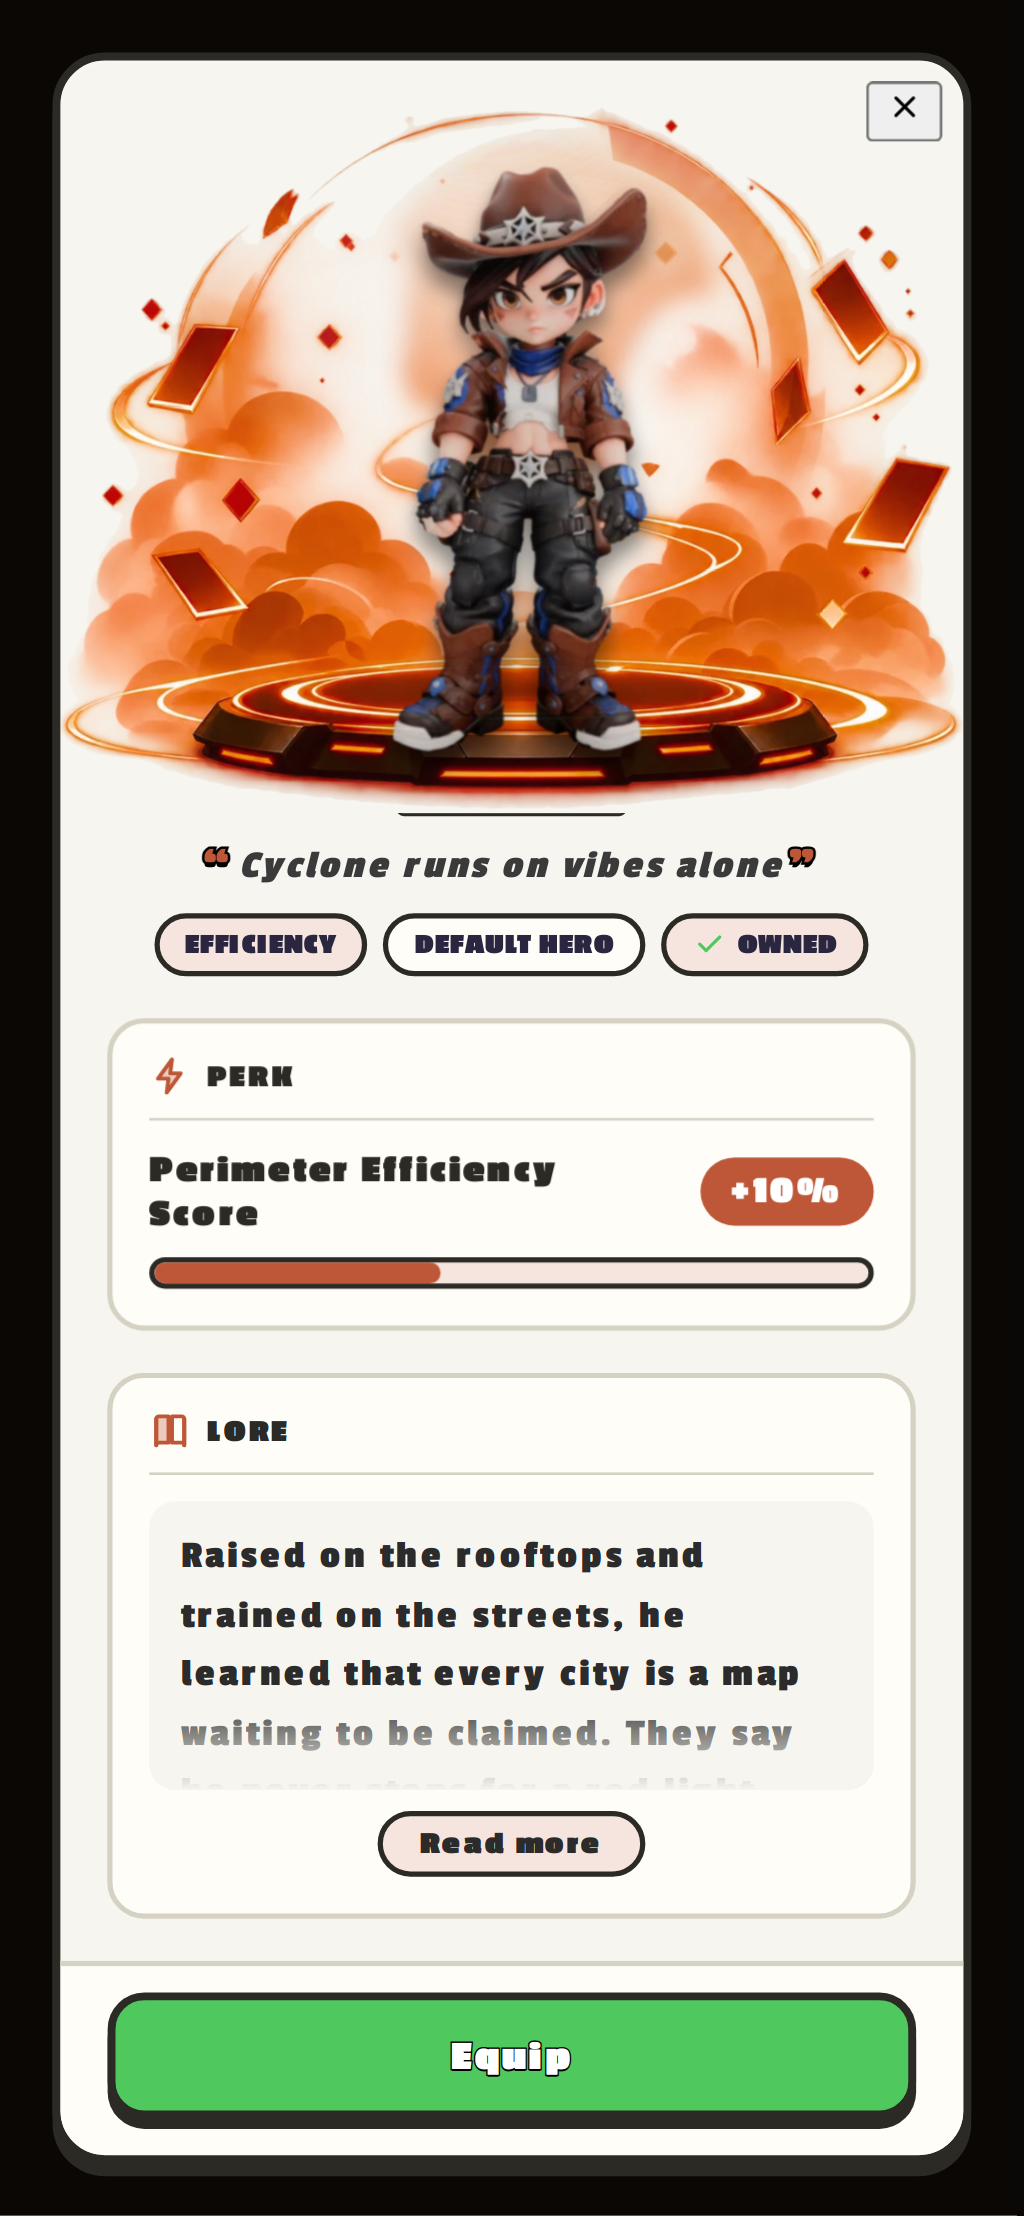 ❝ Cyclone runs on vibes alone❞
EFFICIENCY
DEFAULT HERO
✓ OWNED
PERK
Perimeter Efficiency
Score
+10%
LORE
Raised on the rooftops and
trained on the streets, he
learned that every city is a map
waiting to be claimed. They say
Read more
Equip